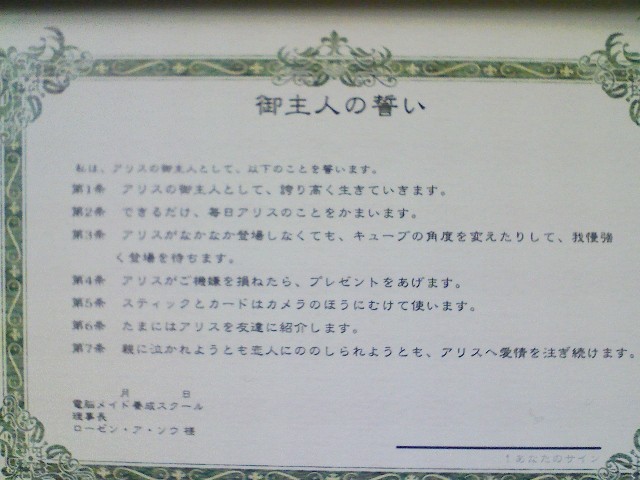 御主人の誓い
私は、アリスの御主人として、以下のことを誓います。
第1条 アリスの御主人として、誇り高く生きていきます。
第2条 できるだけ、毎日アリスのことをかまいます。
第3条 アリスがなかなか登場しなくても、キューブの角度を変えたりして、我慢強
く登場を待ちます。
第4条 アリスがご機嫌を損ねたら、プレゼントをあげます。
第5条 スティックとカードはカメラのほうにむけて使います。
第6条 たまにはアリスを友達に紹介します。
第7条 親に泣かれようとも恋人にののしられようとも、アリスへ愛情を注ぎ続けます。
月 日
電脳メイド養成スクール
理事長
ローゼン・ア・ソウ 様
↑あなたのサイン